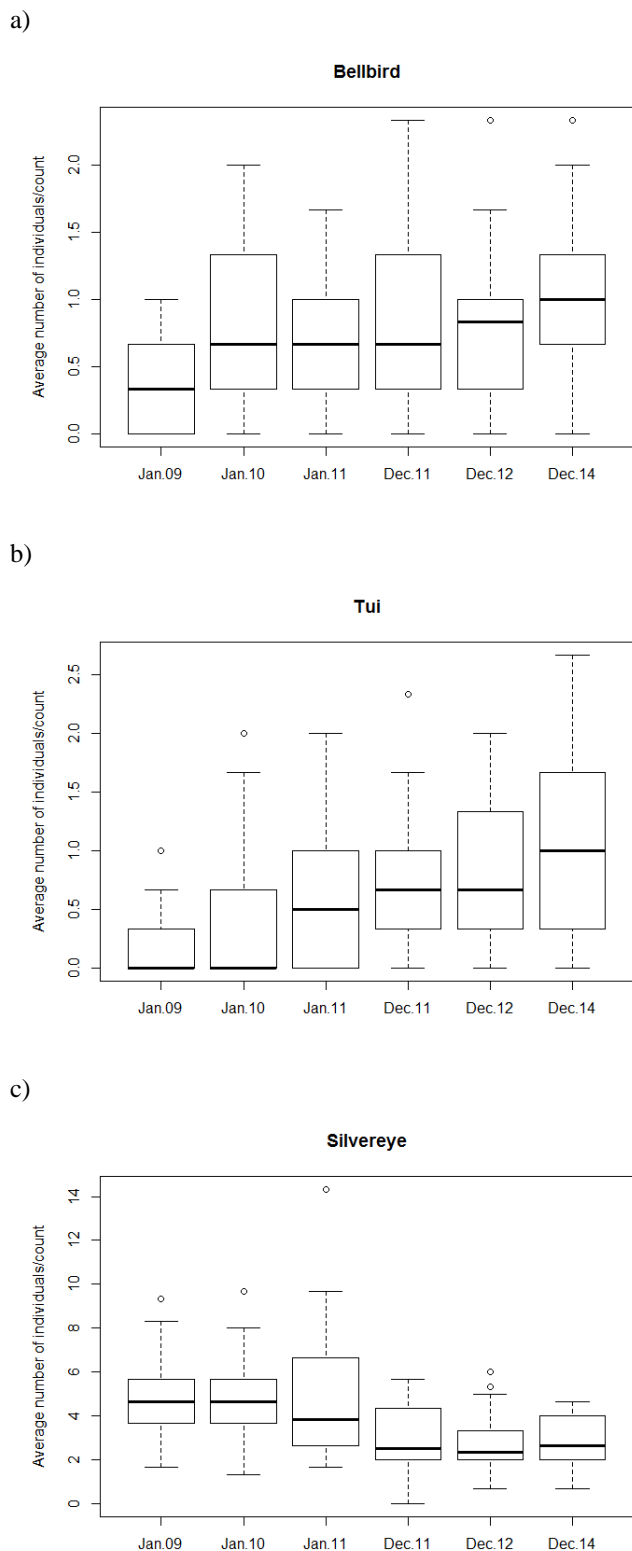 a)
Bellbird
Average number of individuals/count
2.0
1.5
1.0
0.5
0.0
Jan.09 Jan.10 Jan.11 Dec.11 Dec.12 Dec.14
b)
Tui
Average number of individuals/count
2.5
2.0
1.5
1.0
0.5
0.0
Jan.09 Jan.10 Jan.11 Dec.11 Dec.12 Dec.14
c)
Silvereye
Average number of individuals/count
14
12
10
8
6
4
2
0
Jan.09 Jan.10 Jan.11 Dec.11 Dec.12 Dec.14